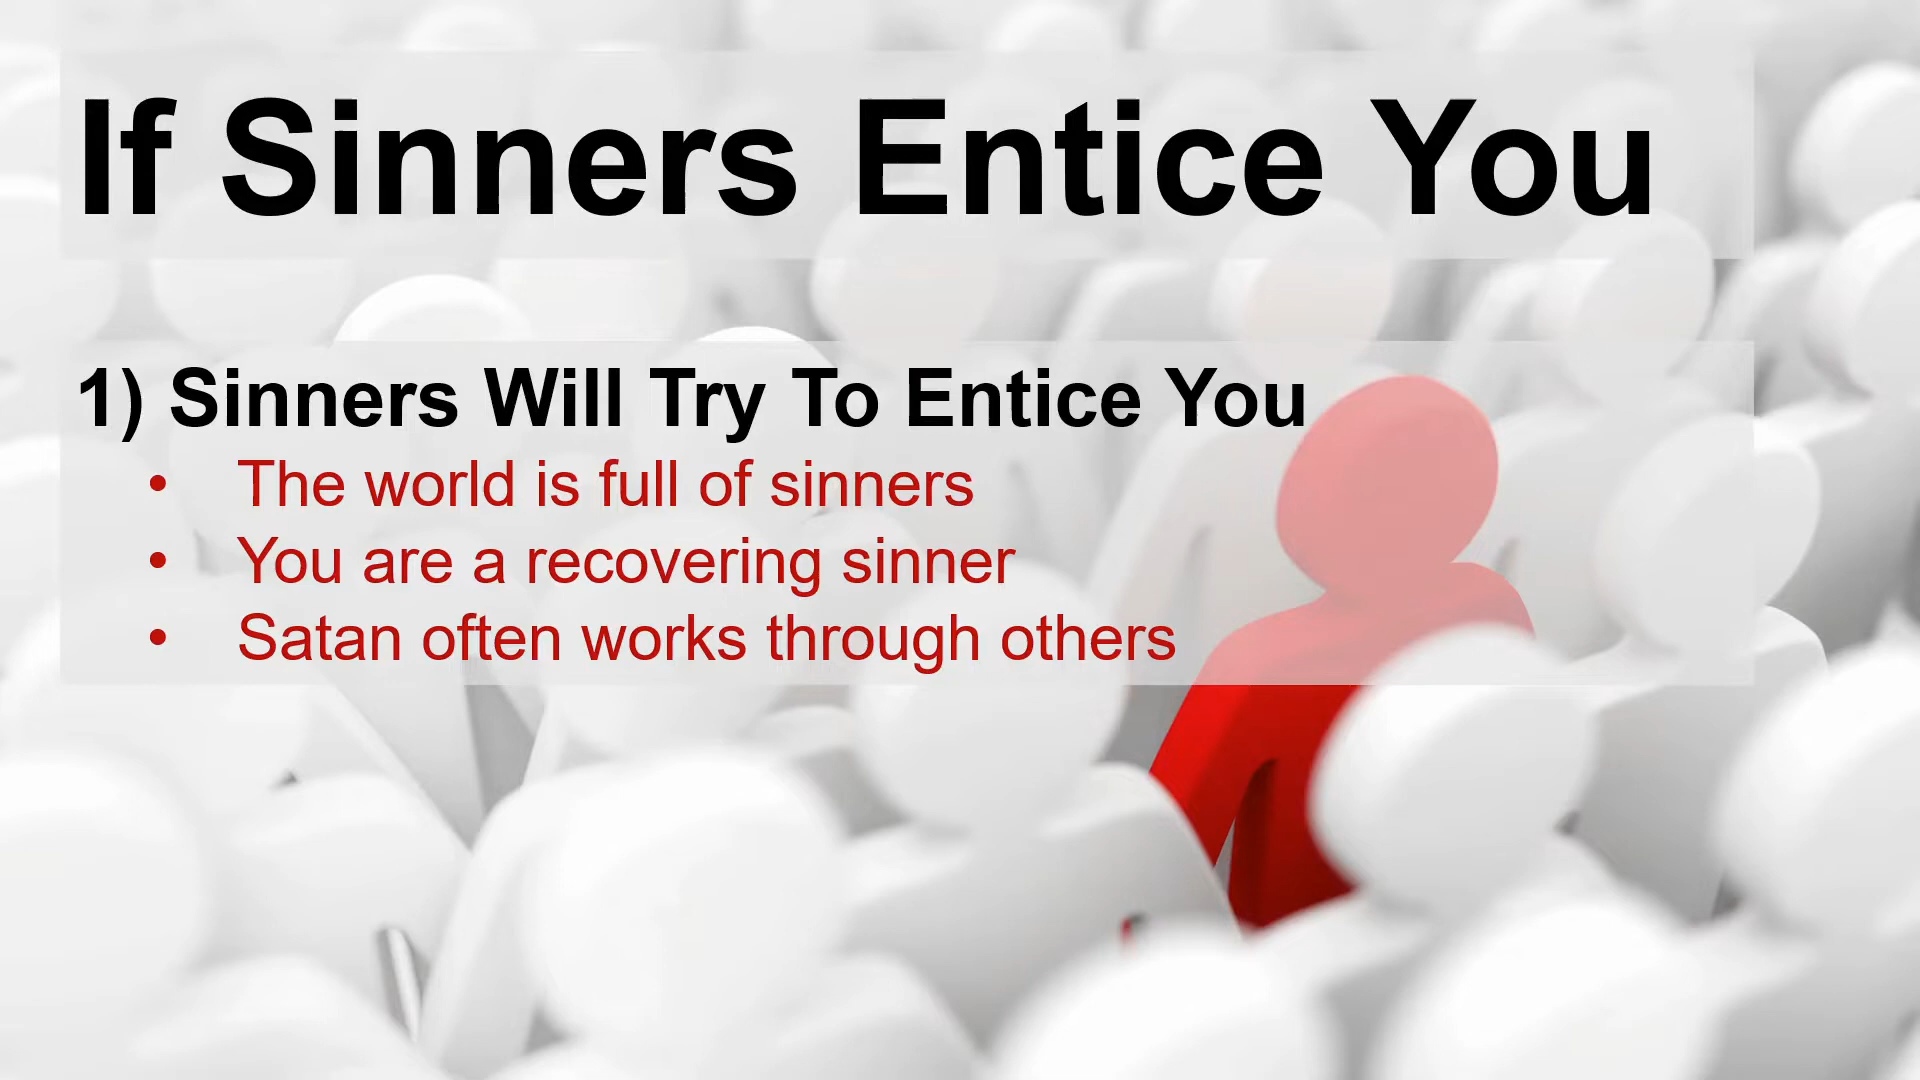 If Sinners Entice You
1) Sinners Will Try To Entice You
• The world is full of sinners
• You are a recovering sinner
• Satan often works through others